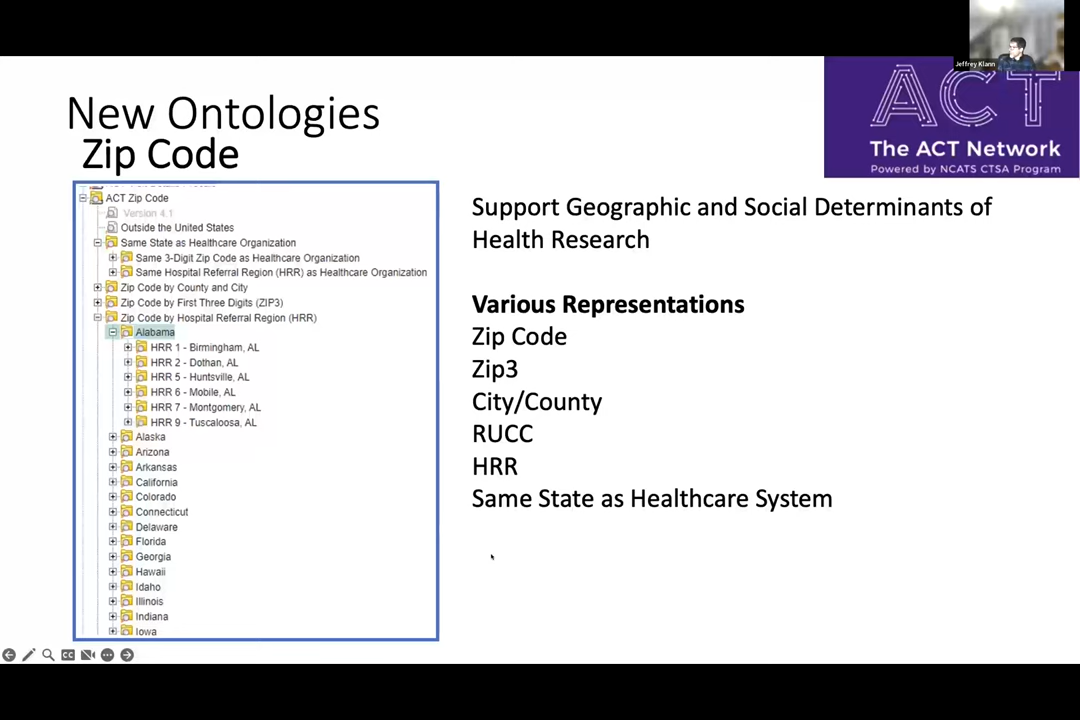 Jeffrey Klann
New Ontologies
Zip Code
ACT
The ACT Network
Powered by NCATS CTSA Program
ACT Zip Code
Version 4.1
Outside the United States
Same State as Healthcare Organization
Same 3-Digit Zip Code as Healthcare Organization
Same Hospital Referral Region (HRR) as Healthcare Organization
Zip Code by County and City
Zip Code by First Three Digits (ZIP3)
Zip Code by Hospital Referral Region (HRR)
Alabama
HRR 1 - Birmingham, AL
HRR 2 - Dothan, AL
HRR 5 - Huntsville, AL
HRR 6 - Mobile, AL
HRR 7 - Montgomery, AL
HRR 9 - Tuscaloosa, AL
Alaska
Arizona
Arkansas
California
Colorado
Connecticut
Delaware
Florida
Georgia
Hawaii
Idaho
Illinois
Indiana
Iowa
Support Geographic and Social Determinants of
Health Research
Various Representations
Zip Code
Zip3
City/County
RUCC
HRR
Same State as Healthcare System
CC